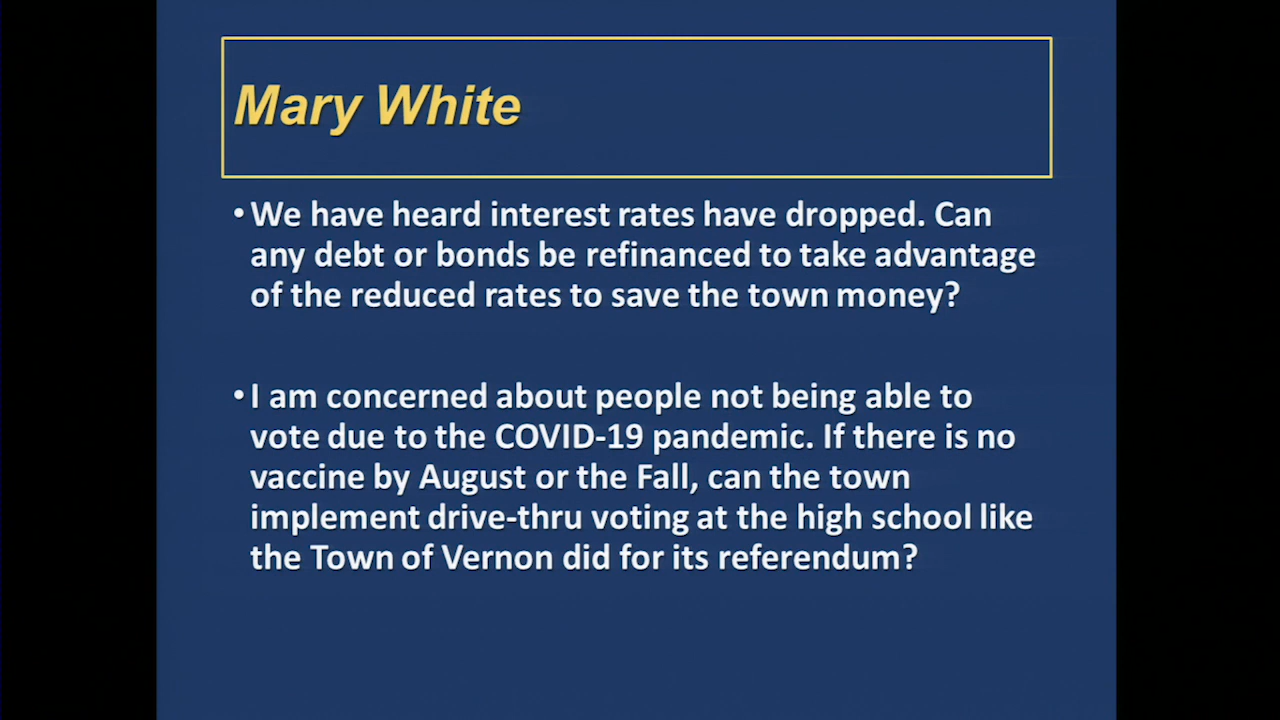 Mary White
• We have heard interest rates have dropped. Can
any debt or bonds be refinanced to take advantage
of the reduced rates to save the town money?
• I am concerned about people not being able to
vote due to the COVID-19 pandemic. If there is no
vaccine by August or the Fall, can the town
implement drive-thru voting at the high school like
the Town of Vernon did for its referendum?